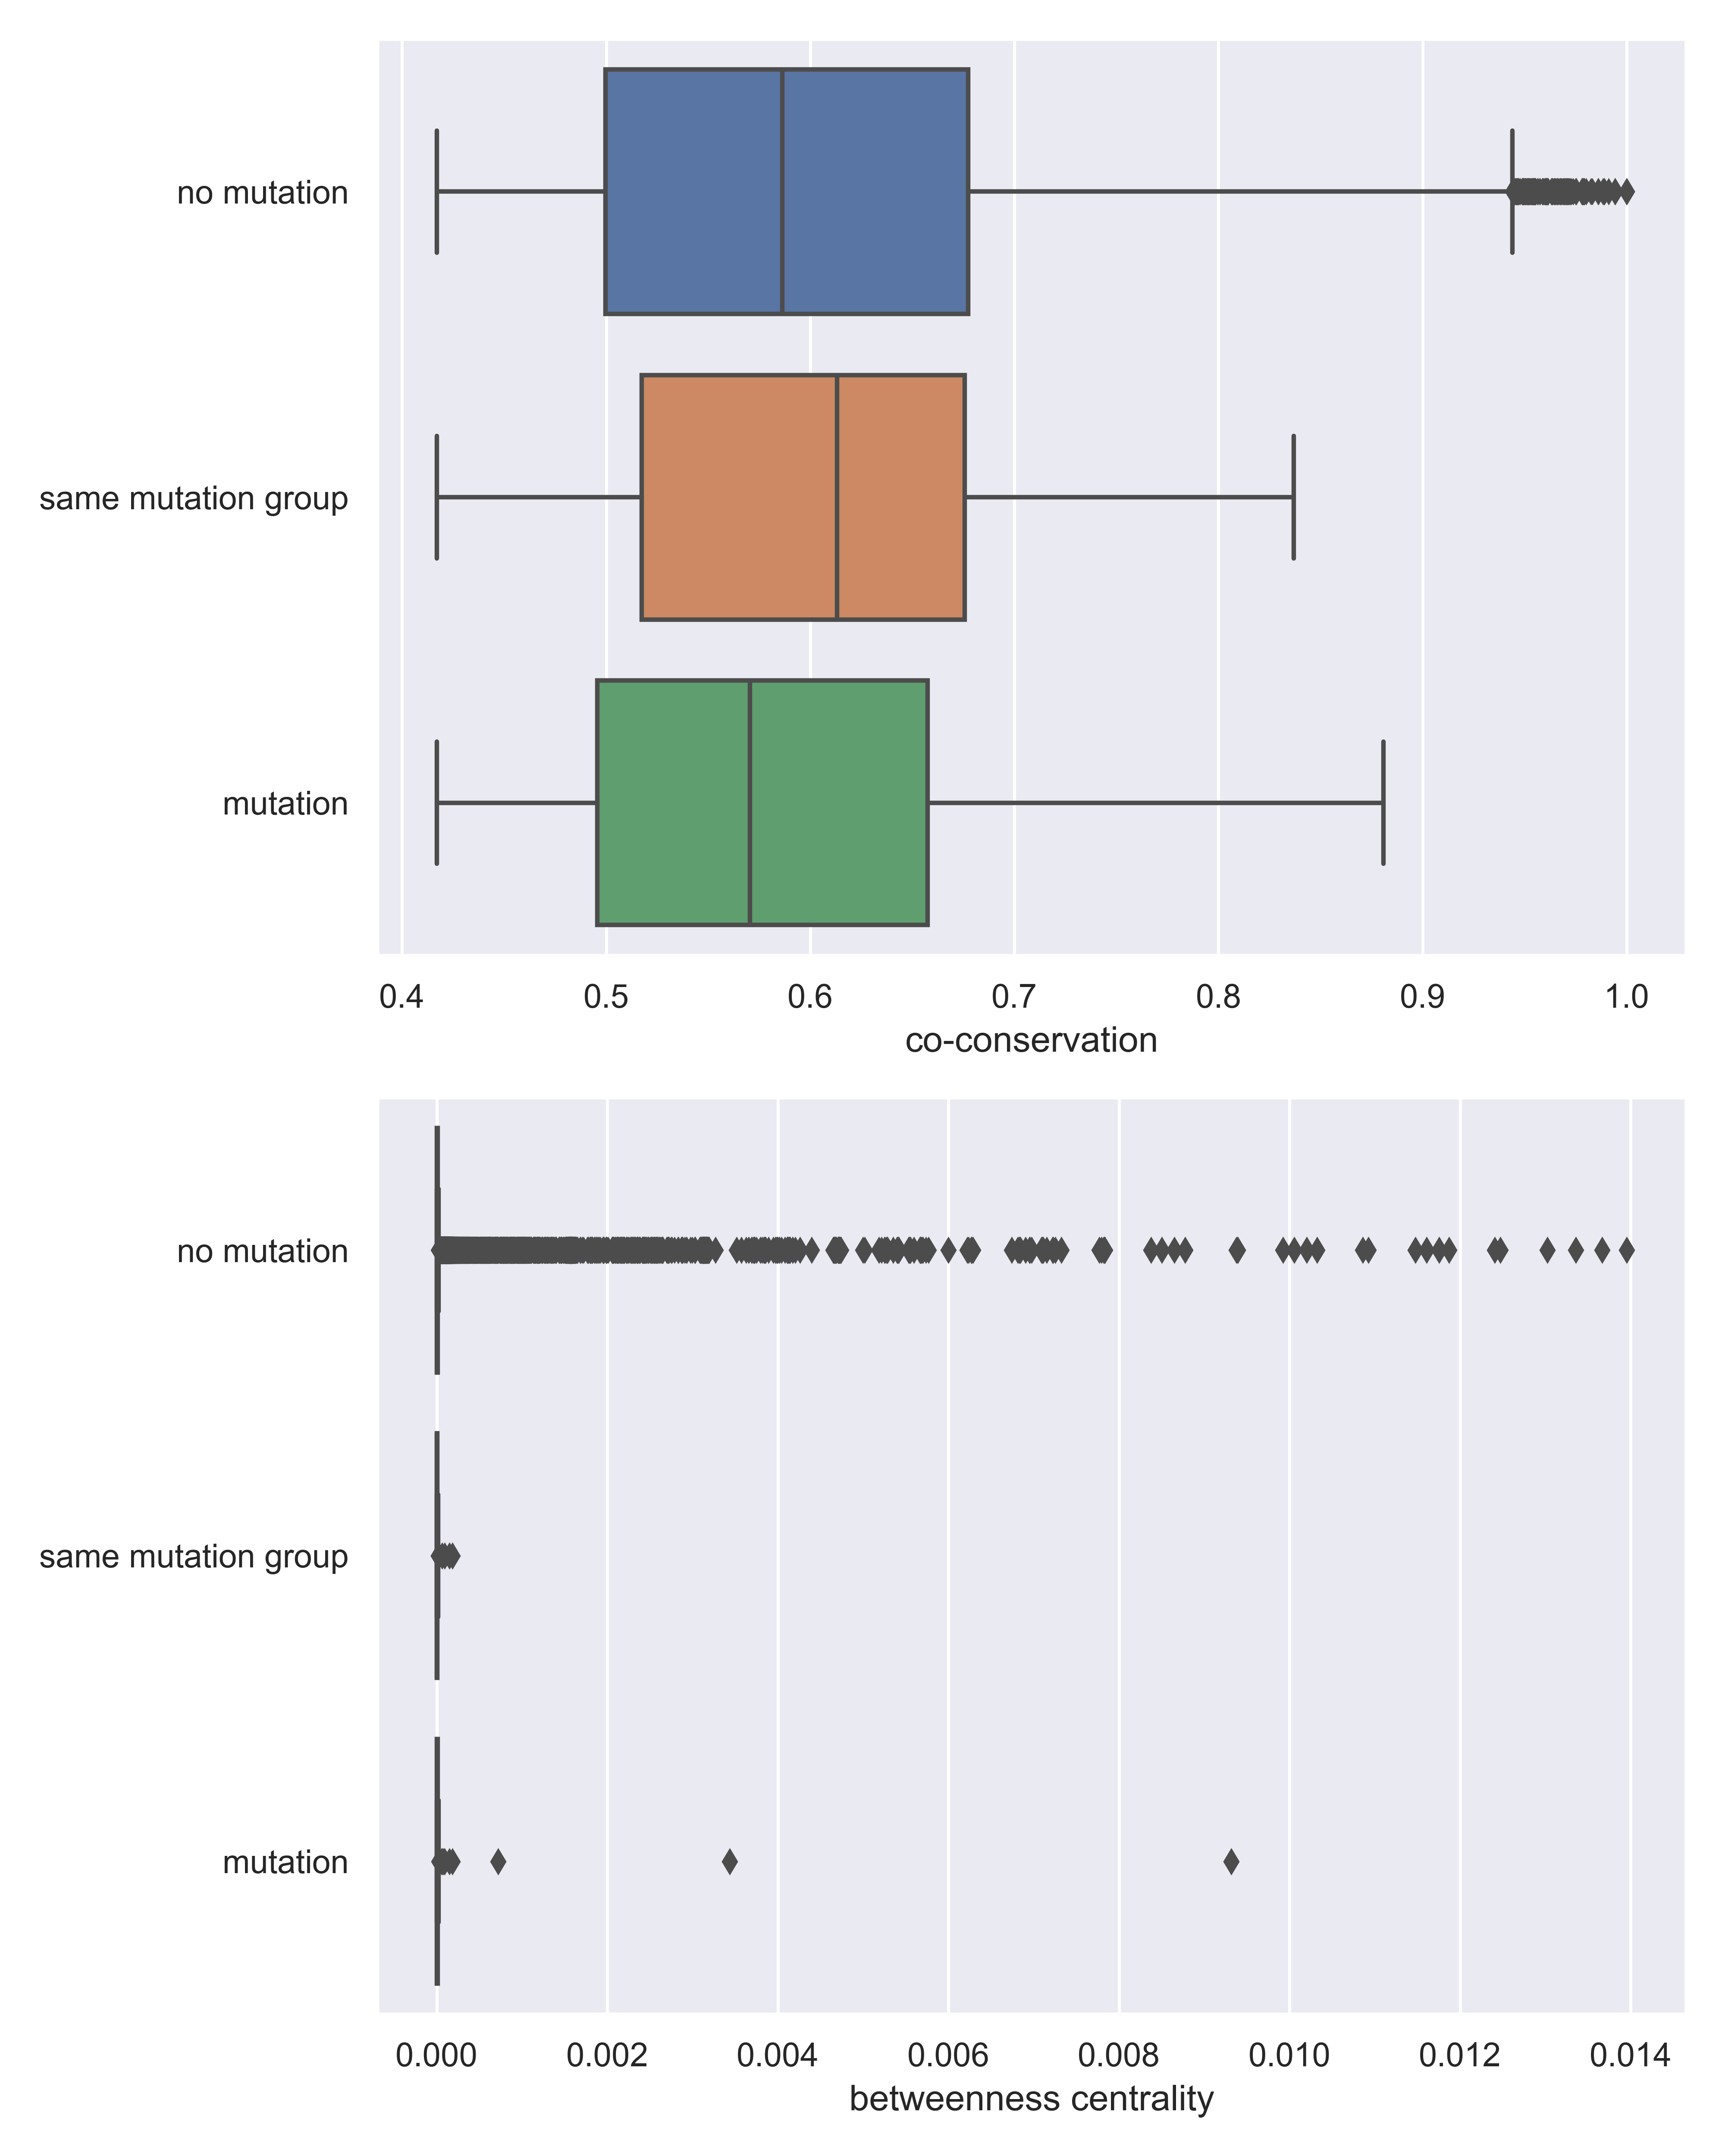 no mutation
same mutation group
mutation
0.4 0.5 0.6 0.7 0.8 0.9 1.0
co-conservation
no mutation
same mutation group
mutation
0.000 0.002 0.004 0.006 0.008 0.010 0.012 0.014
betweenness centrality